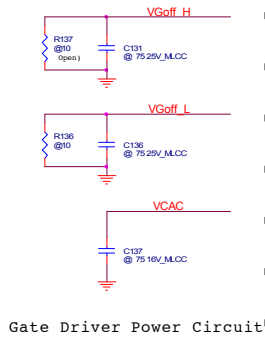 VGoff_H
R137
@10
Open)
C131
@ 75 25V_MLCC
VGoff_L
R136
@10
C136
@ 75 25V_MLCC
VCAC
C137
@ 75 16V_MLCC
Gate Driver Power Circuit